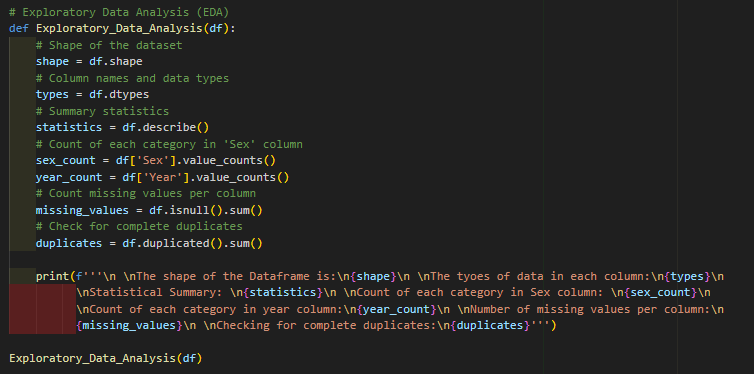 # Exploratory Data Analysis (EDA)
def Exploratory_Data_Analysis(df):
    # Shape of the dataset
    shape = df.shape
    # Column names and data types
    types = df.dtypes
    # Summary statistics
    statistics = df.describe()
    # Count of each category in 'Sex' column
    sex_count = df['Sex'].value_counts()
    year_count = df['Year'].value_counts()
    # Count missing values per column
    missing_values = df.isnull().sum()
    # Check for complete duplicates
    duplicates = df.duplicated().sum()

    print(f'''\n \nThe shape of the Dataframe is:\n{shape}\n \nThe tyoes of data in each column:\n{types}\n
          \nStatistical Summary: \n{statistics}\n \nCount of each category in Sex column: \n{sex_count}\n
          \nCount of each category in year column:\n{year_count}\n \nNumber of missing values per column:\n
          {missing_values}\n \nChecking for complete duplicates:\n{duplicates}''')

Exploratory_Data_Analysis(df)